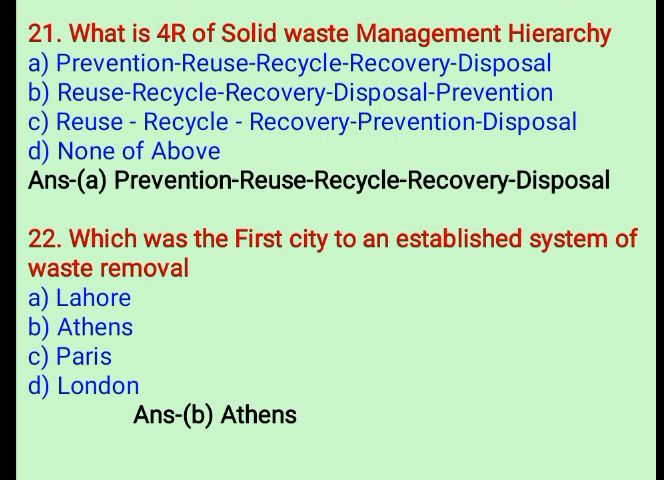 21. What is 4R of Solid waste Management Hierarchy
a) Prevention-Reuse-Recycle-Recovery-Disposal
b) Reuse-Recycle-Recovery-Disposal-Prevention
c) Reuse - Recycle - Recovery-Prevention-Disposal
d) None of Above
Ans-(a) Prevention-Reuse-Recycle-Recovery-Disposal
22. Which was the First city to an established system of
waste removal
a) Lahore
b) Athens
c) Paris
d) London
Ans-(b) Athens